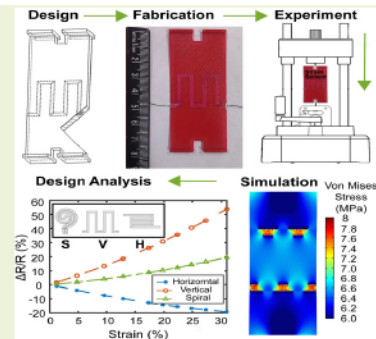 Design → Fabrication → Experiment
Design Analysis ← Simulation
Von Mises
Stress
(MPa)
8
7.8
7.6
7.4
7.2
7.0
6.8
6.6
6.4
6.2
6.0
60
50
40
30
20
10
0
-10
-20
ΔR/R (%)
S V H
Horizorntal
Vertical
Spiral
0 5 10 15 20 25 30
Strain (%)